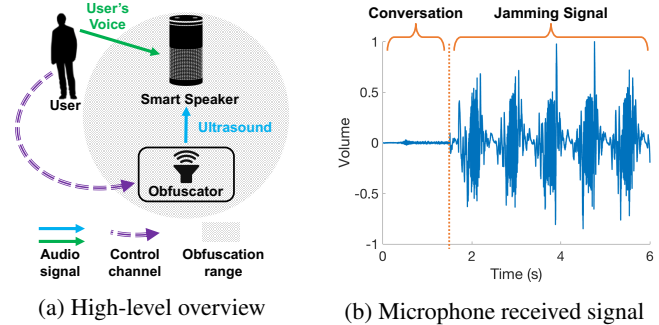 User's
Voice
User
Smart Speaker
Ultrasound
Obfuscator
Audio
signal
Control
channel
Obfuscation
range
(a) High-level overview
Conversation
Jamming Signal
1
0.5
0
-0.5
-1
Volume
0
2
4
6
Time (s)
(b) Microphone received signal